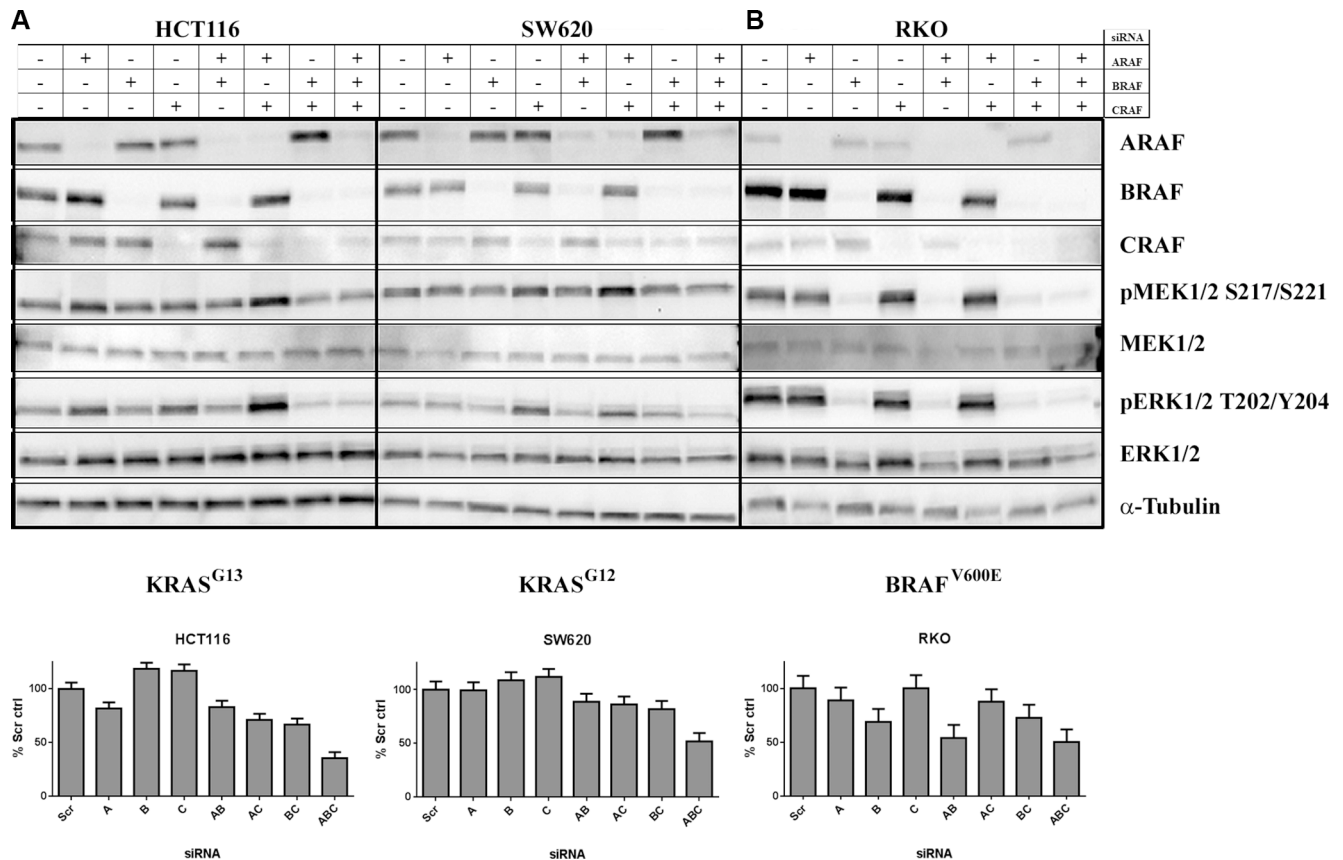 A B
HCT116 SW620 RKO
siRNA
- + - - + + - + - + - - + + - + - + - - + + - + ARAF
- - + - + - + + - - + - + - + + - - + - + - + + BRAF
- - - + - + + + - - - + - + + + - - - + - + + + CRAF
ARAF
BRAF
CRAF
pMEK1/2 S217/S221
MEK1/2
pERK1/2 T202/Y204
ERK1/2
α-Tubulin
KRAS^G13 KRAS^G12 BRAF^V600E
HCT116
% Scr ctrl
100
50
0
Scr A B C AB AC BC ABC
siRNA
SW620
% Scr ctrl
100
50
0
Scr A B C AB AC BC ABC
siRNA
RKO
% Scr ctrl
100
50
0
Scr A B C AB AC BC ABC
siRNA